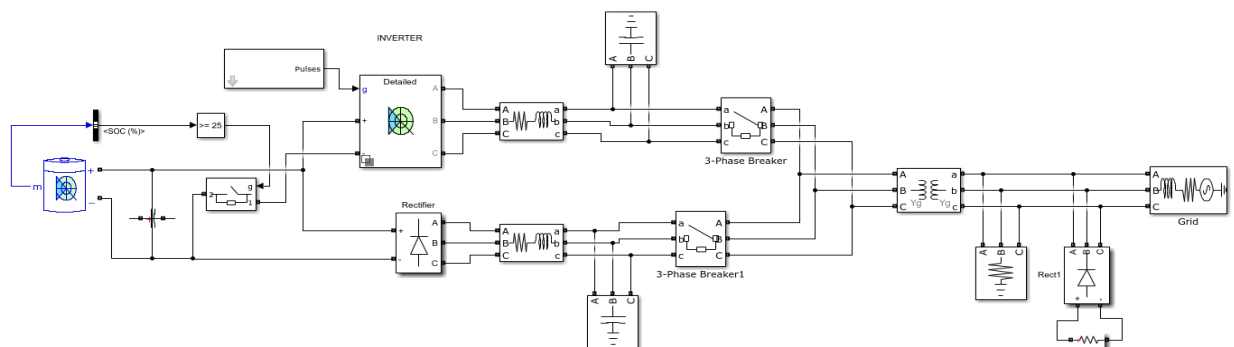 INVERTER
Pulses
Detailed
g
A
+
B
-
C
<SOC (%)>
>= 25
m
+
−
2
g
1
A
B
C
a
b
c
A
B
C
a
b
c
A
B
C
3-Phase Breaker
Rectifier
+
-
A
B
C
A
B
C
a
b
c
a
b
c
A
B
C
3-Phase Breaker1
A
B
C
A
B
C
Yg
Yg
a
b
c
A
B
C
Grid
A
B
C
Rect1
A
B
C
+
-